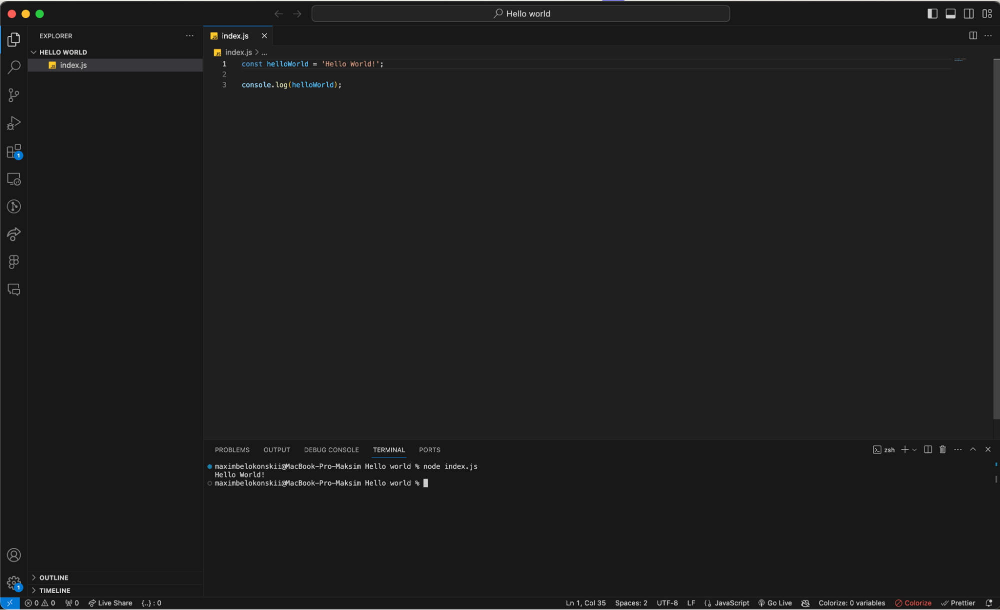 Hello world
EXPLORER
HELLO WORLD
JS index.js
JS index.js
JS index.js > ...
1 const helloWorld = 'Hello World!';
2
3 console.log(helloWorld);
1
PROBLEMS OUTPUT DEBUG CONSOLE TERMINAL PORTS
zsh
maximbelokonskii@MacBook-Pro-Maksim Hello world % node index.js
Hello World!
maximbelokonskii@MacBook-Pro-Maksim Hello world %
OUTLINE
1
TIMELINE
0 0 0 Live Share {..} : 0
Ln 1, Col 35 Spaces: 2 UTF-8 LF JavaScript Go Live Colorize: 0 variables Colorize Prettier